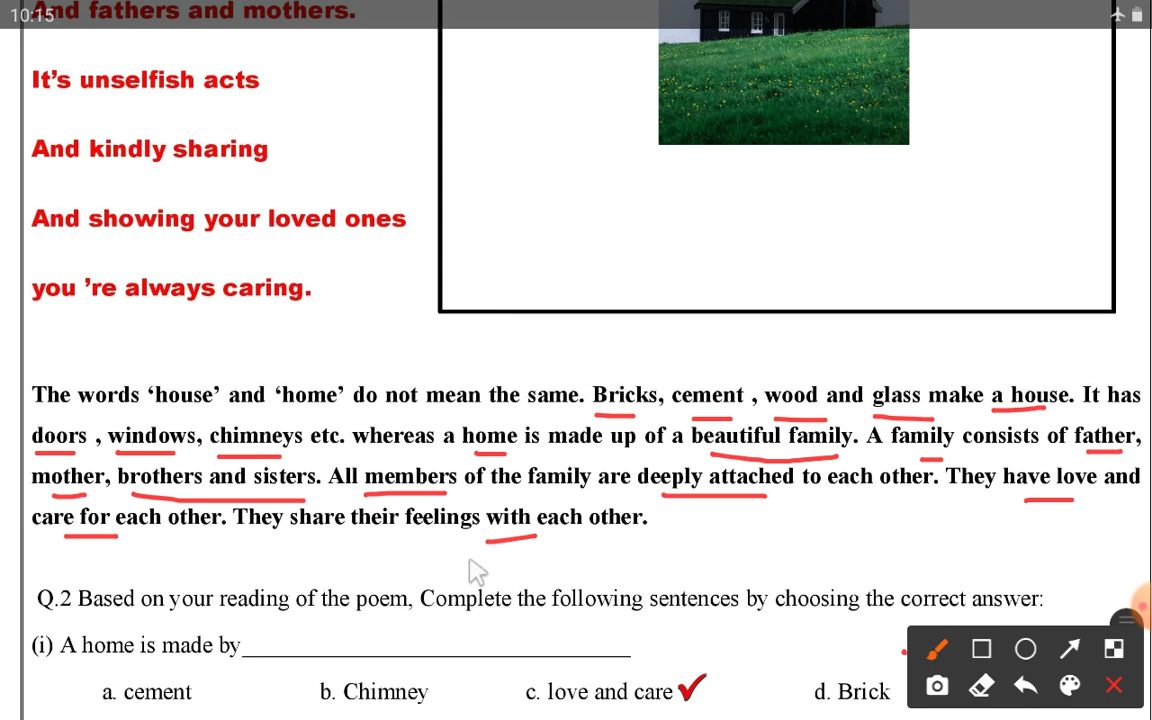 10:15
And fathers and mothers.
It’s unselfish acts
And kindly sharing
And showing your loved ones
you ’re always caring.
The words ‘house’ and ‘home’ do not mean the same. Bricks, cement , wood and glass make a house. It has
doors , windows, chimneys etc. whereas a home is made up of a beautiful family. A family consists of father,
mother, brothers and sisters. All members of the family are deeply attached to each other. They have love and
care for each other. They share their feelings with each other.
Q.2 Based on your reading of the poem, Complete the following sentences by choosing the correct answer:
(i) A home is made by_________________________________
a. cement b. Chimney c. love and care d. Brick